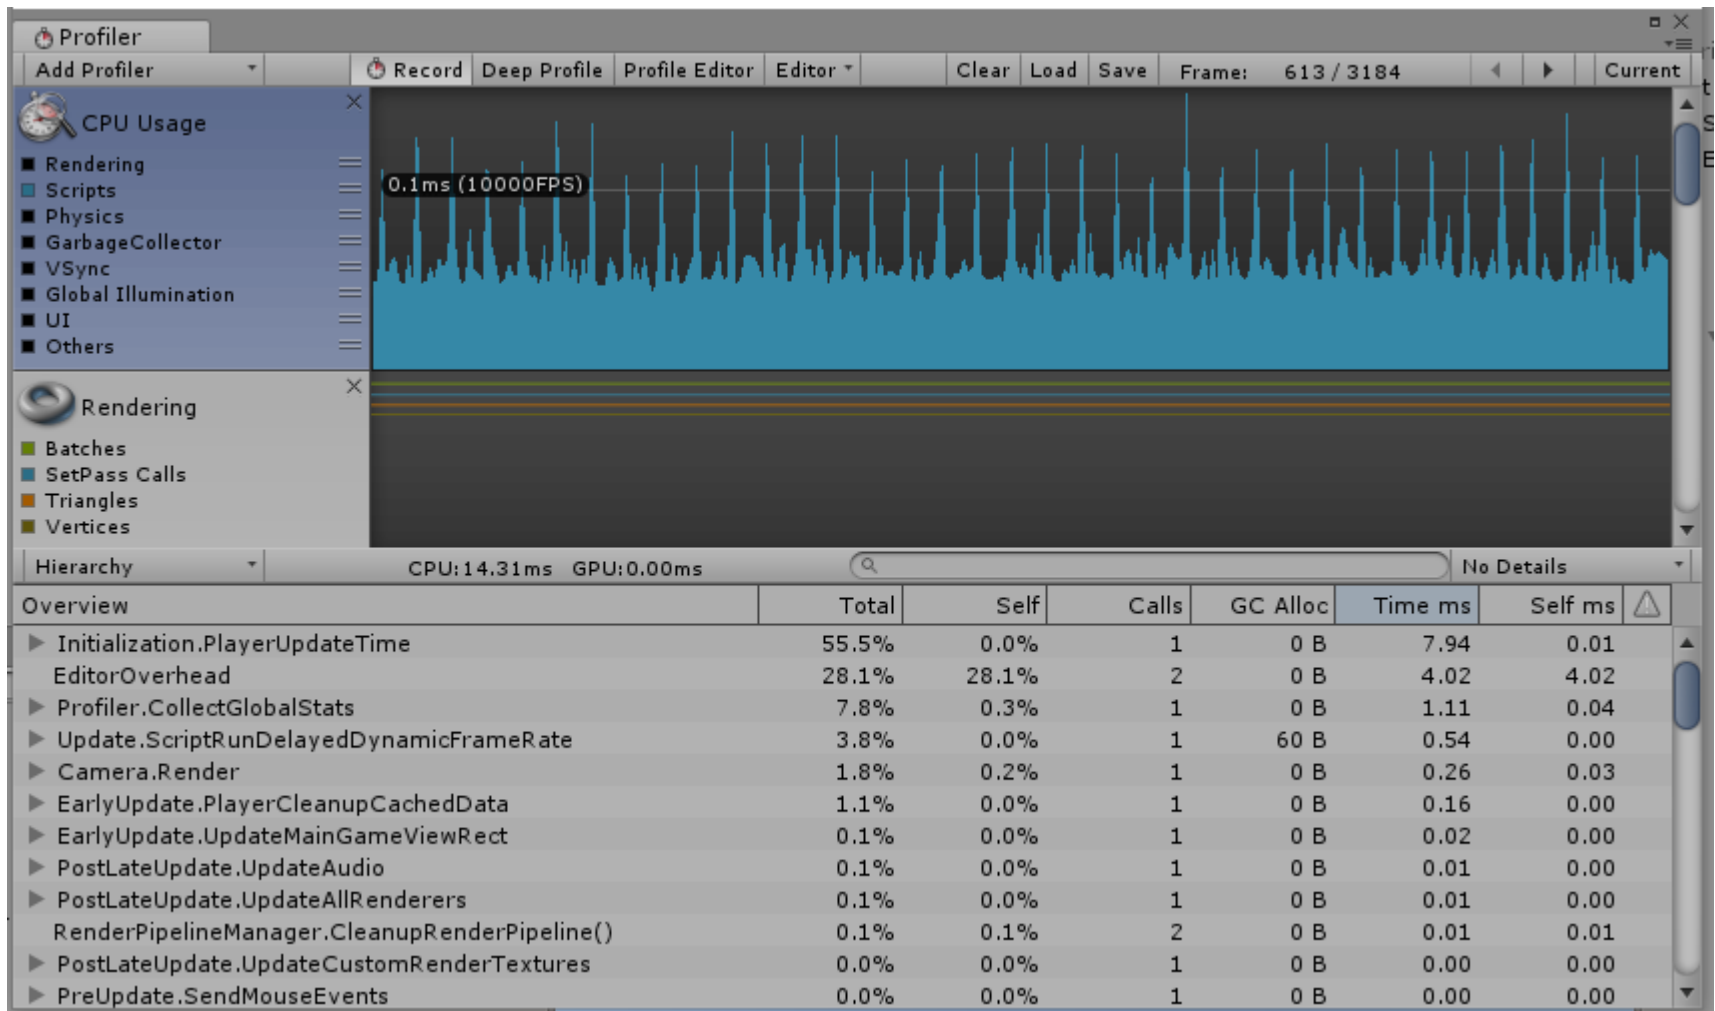 Profiler
Add Profiler Record Deep Profile Profile Editor Editor Clear Load Save Frame: 613 / 3184 Current
CPU Usage
Rendering
Scripts
Physics
GarbageCollector
VSync
Global Illumination
UI
Others
0.1ms (10000FPS)
Rendering
Batches
SetPass Calls
Triangles
Vertices
Hierarchy CPU:14.31ms GPU:0.00ms No Details
Overview Total Self Calls GC Alloc Time ms Self ms
Initialization.PlayerUpdateTime 55.5% 0.0% 1 0 B 7.94 0.01
EditorOverhead 28.1% 28.1% 2 0 B 4.02 4.02
Profiler.CollectGlobalStats 7.8% 0.3% 1 0 B 1.11 0.04
Update.ScriptRunDelayedDynamicFrameRate 3.8% 0.0% 1 60 B 0.54 0.00
Camera.Render 1.8% 0.2% 1 0 B 0.26 0.03
EarlyUpdate.PlayerCleanupCachedData 1.1% 0.0% 1 0 B 0.16 0.00
EarlyUpdate.UpdateMainGameViewRect 0.1% 0.0% 1 0 B 0.02 0.00
PostLateUpdate.UpdateAudio 0.1% 0.0% 1 0 B 0.01 0.00
PostLateUpdate.UpdateAllRenderers 0.1% 0.0% 1 0 B 0.01 0.00
RenderPipelineManager.CleanupRenderPipeline() 0.1% 0.1% 2 0 B 0.01 0.01
PostLateUpdate.UpdateCustomRenderTextures 0.0% 0.0% 1 0 B 0.00 0.00
PreUpdate.SendMouseEvents 0.0% 0.0% 1 0 B 0.00 0.00